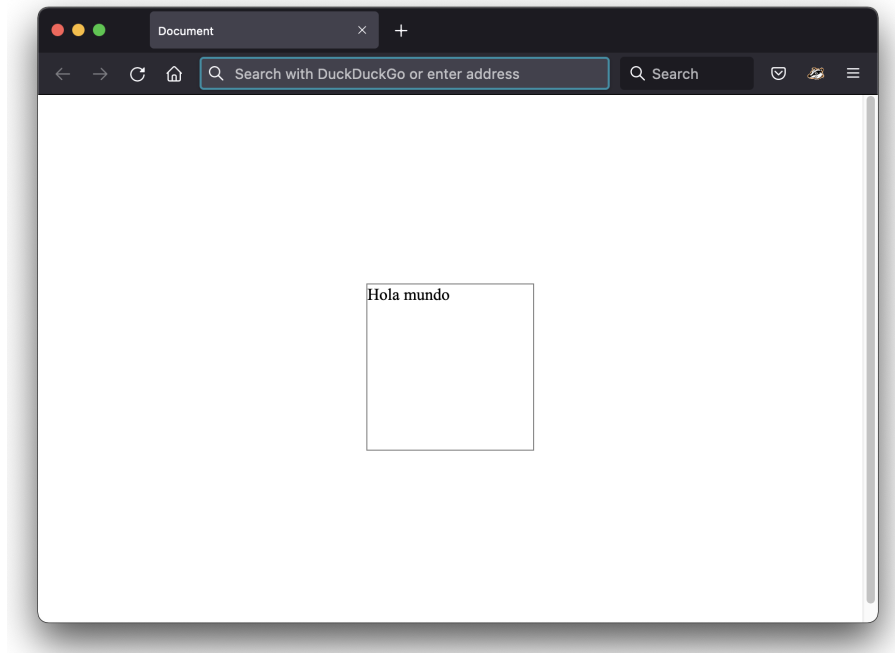 Document
Search with DuckDuckGo or enter address
Search
Hola mundo